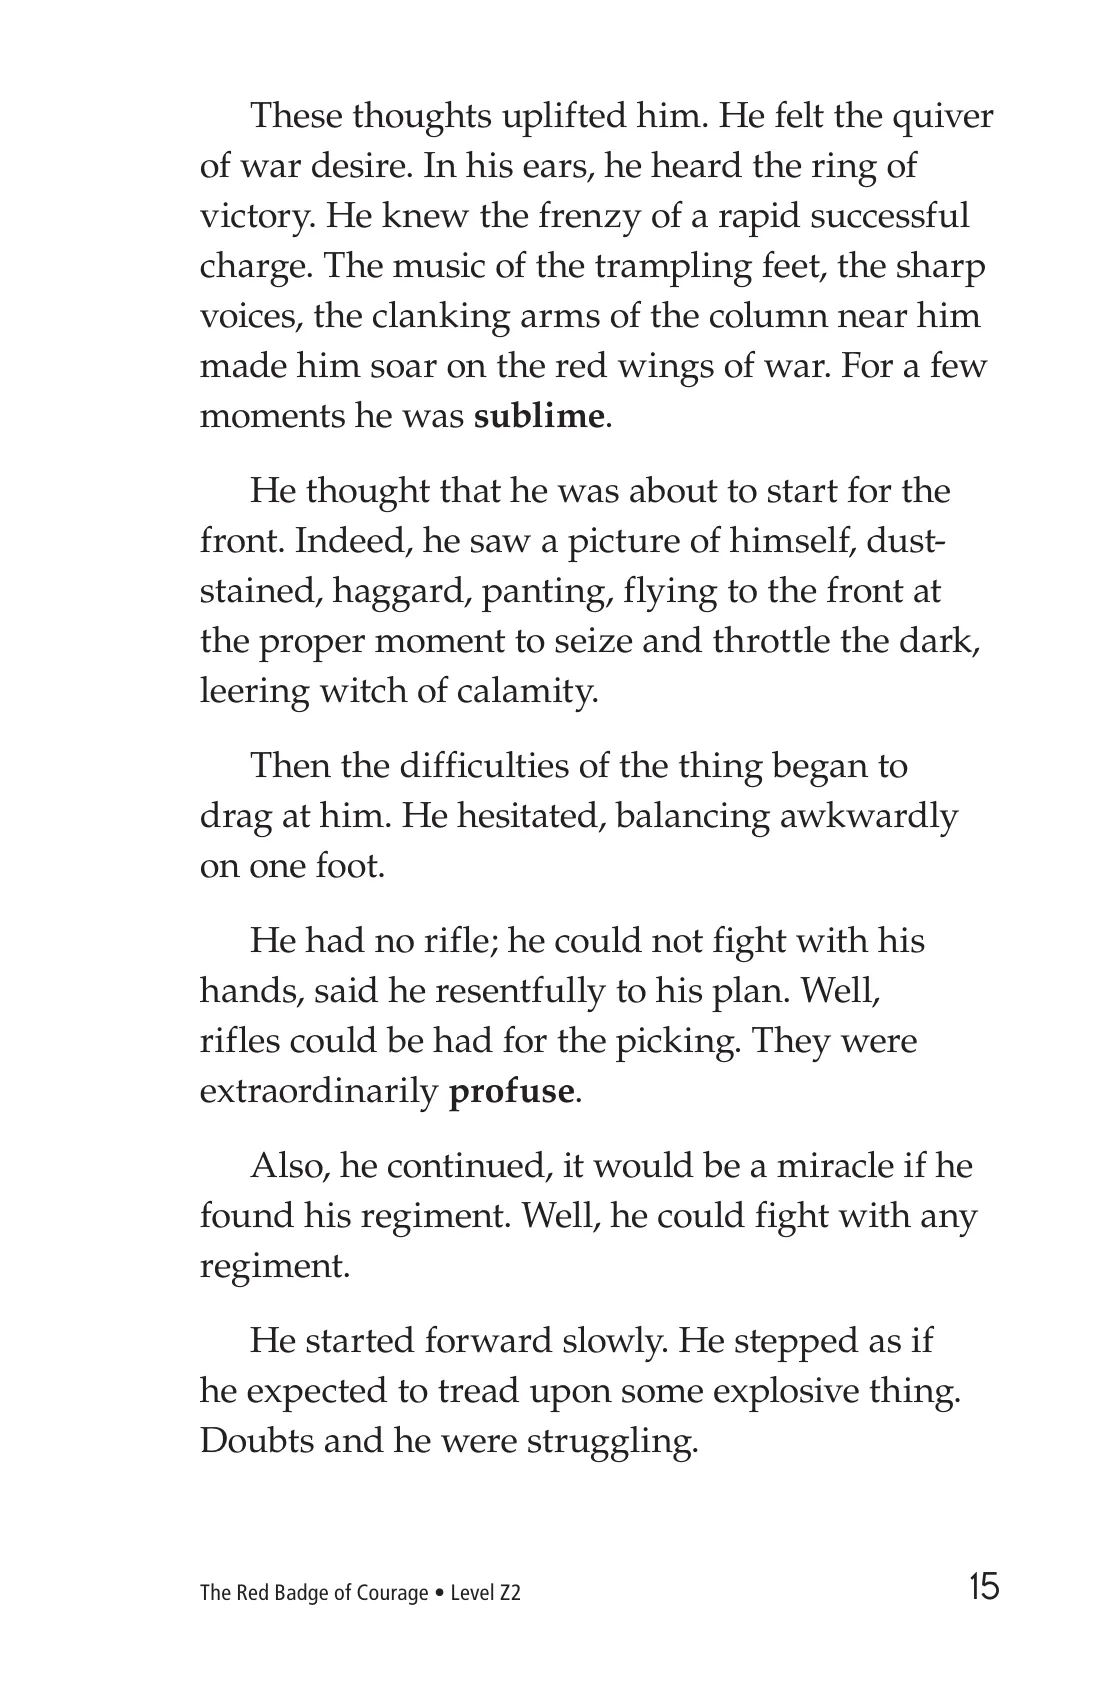 These thoughts uplifted him. He felt the quiver
of war desire. In his ears, he heard the ring of
victory. He knew the frenzy of a rapid successful
charge. The music of the trampling feet, the sharp
voices, the clanking arms of the column near him
made him soar on the red wings of war. For a few
moments he was sublime.
He thought that he was about to start for the
front. Indeed, he saw a picture of himself, dust-
stained, haggard, panting, flying to the front at
the proper moment to seize and throttle the dark,
leering witch of calamity.
Then the difficulties of the thing began to
drag at him. He hesitated, balancing awkwardly
on one foot.
He had no rifle; he could not fight with his
hands, said he resentfully to his plan. Well,
rifles could be had for the picking. They were
extraordinarily profuse.
Also, he continued, it would be a miracle if he
found his regiment. Well, he could fight with any
regiment.
He started forward slowly. He stepped as if
he expected to tread upon some explosive thing.
Doubts and he were struggling.
The Red Badge of Courage • Level Z2 15